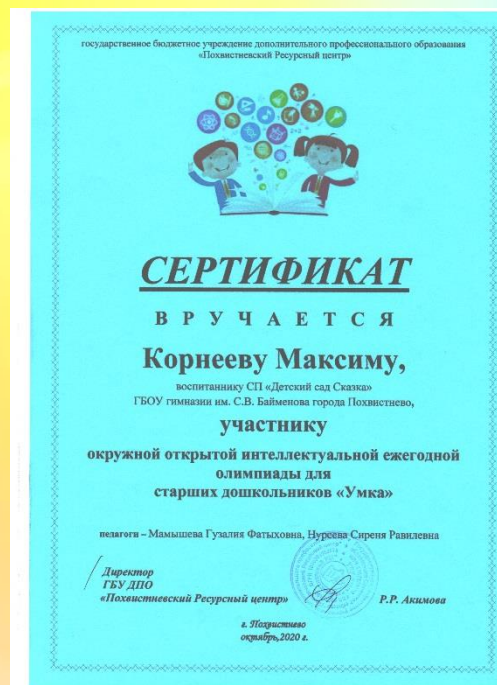 государственное бюджетное учреждение дополнительного профессионального образования
«Похвистневский Ресурсный центр»
СЕРТИФИКАТ
ВРУЧАЕТСЯ
Корнееву Максиму,
воспитаннику СП «Детский сад Сказка»
ГБОУ гимназии им. С.В. Байменова города Похвистнево,
участнику
окружной открытой интеллектуальной ежегодной
олимпиады для
старших дошкольников «Умка»
педагоги – Мамышева Гузалия Фатыховна, Нуреева Сиреня Равилевна
Директор
ГБУ ДПО
«Похвистневский Ресурсный центр» Р.Р. Акимова
г. Похвистнево
октябрь,2020 г.